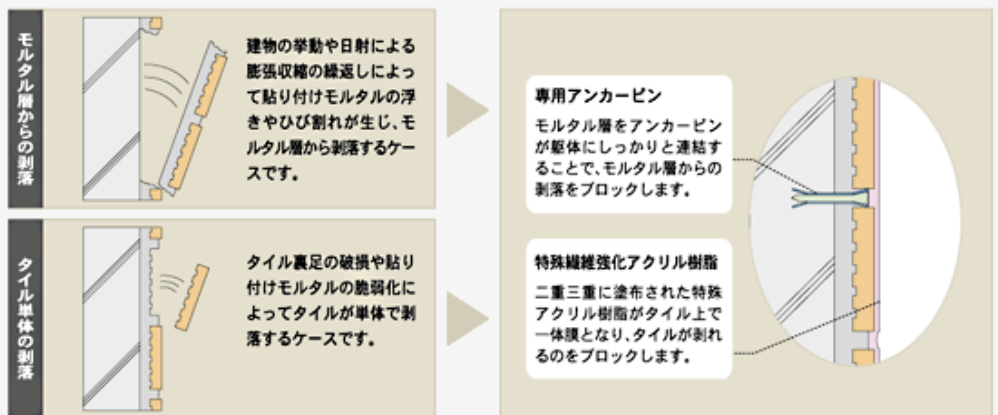 モルタル層からの剥落
建物の挙動や日射による
膨張収縮の繰返しによっ
て貼り付けモルタルの浮
きやひび割れが生じ、モ
ルタル層から剥落するケー
スです。
タイル単体の剥落
タイル裏足の破損や貼り
付けモルタルの脆弱化に
よってタイルが単体で剥
落するケースです。
専用アンカーピン
モルタル層をアンカーピン
が躯体にしっかりと連結す
ることで、モルタル層からの
剥落をブロックします。
特殊繊維強化アクリル樹脂
二重三重に塗布された特殊
アクリル樹脂がタイル上で
一体膜となり、タイルが剥れ
るのをブロックします。